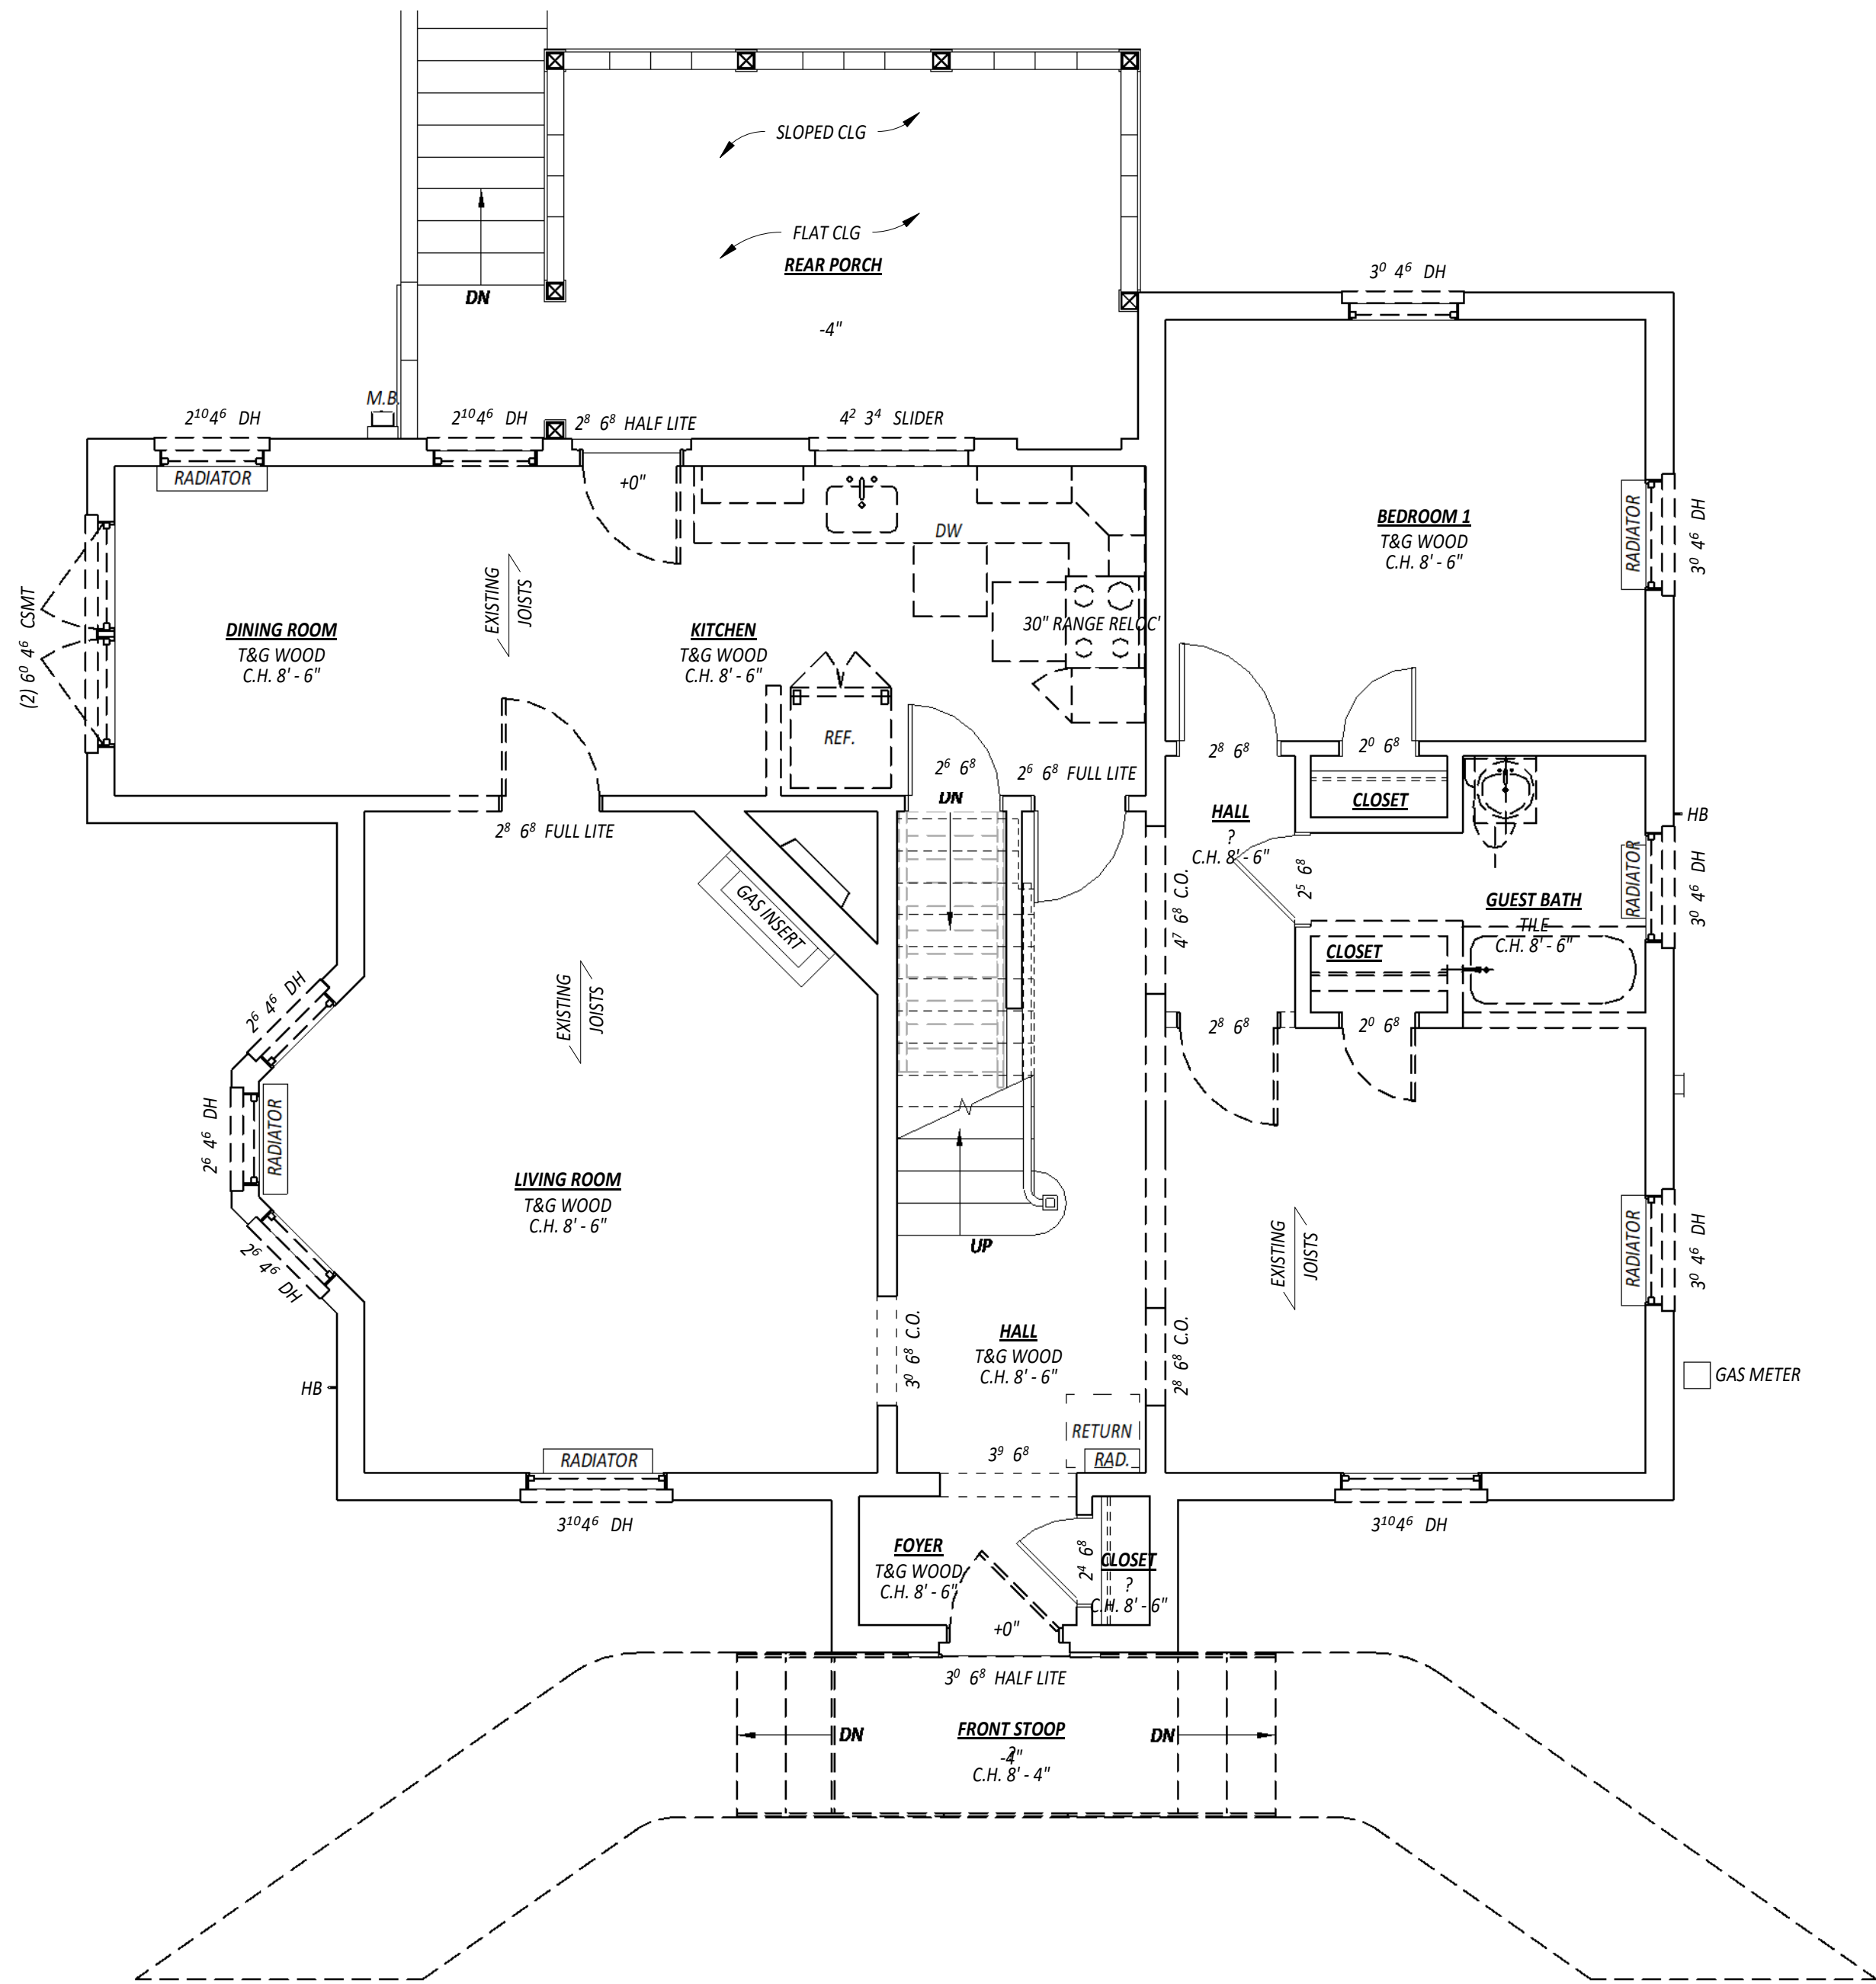 SLOPED CLG
FLAT CLG
REAR PORCH
-4"
DN
3⁰ 4⁶ DH
M.B.
2¹⁰4⁶ DH
2¹⁰4⁶ DH
2⁸ 6⁸ HALF LITE
4² 3⁴ SLIDER
RADIATOR
+0"
DW
BEDROOM 1
T&G WOOD
C.H. 8' - 6"
RADIATOR
3⁰ 4⁶ DH
(2) 6⁰ 4⁶ CSMT
DINING ROOM
T&G WOOD
C.H. 8' - 6"
EXISTING
JOISTS
KITCHEN
T&G WOOD
C.H. 8' - 6"
30" RANGE RELOC'
REF.
2⁶ 6⁸
DN
2⁶ 6⁸ FULL LITE
2⁸ 6⁸
2⁰ 6⁸
CLOSET
HALL
?
C.H. 8' - 6"
HB
2⁸ 6⁸ FULL LITE
GAS INSERT
4⁷ 6⁸ C.O.
2⁵ 6⁸
GUEST BATH
TILE
C.H. 8' - 6"
RADIATOR
3⁰ 4⁶ DH
CLOSET
2⁸ 6⁸
2⁰ 6⁸
EXISTING
JOISTS
2⁶ 4⁶ DH
2⁶ 4⁶ DH
RADIATOR
2⁶ 4⁶ DH
LIVING ROOM
T&G WOOD
C.H. 8' - 6"
UP
EXISTING
JOISTS
RADIATOR
3⁰ 4⁶ DH
3⁰ 6⁸ C.O.
HALL
T&G WOOD
C.H. 8' - 6"
2⁸ 6⁸ C.O.
HB
GAS METER
RETURN
RAD.
3⁹ 6⁸
RADIATOR
3¹⁰4⁶ DH
3¹⁰4⁶ DH
FOYER
T&G WOOD
C.H. 8' - 6"
2⁴ 6⁸
CLOSET
?
C.H. 8' - 6"
+0"
3⁰ 6⁸ HALF LITE
DN
FRONT STOOP
?
-4"
C.H. 8' - 4"
DN